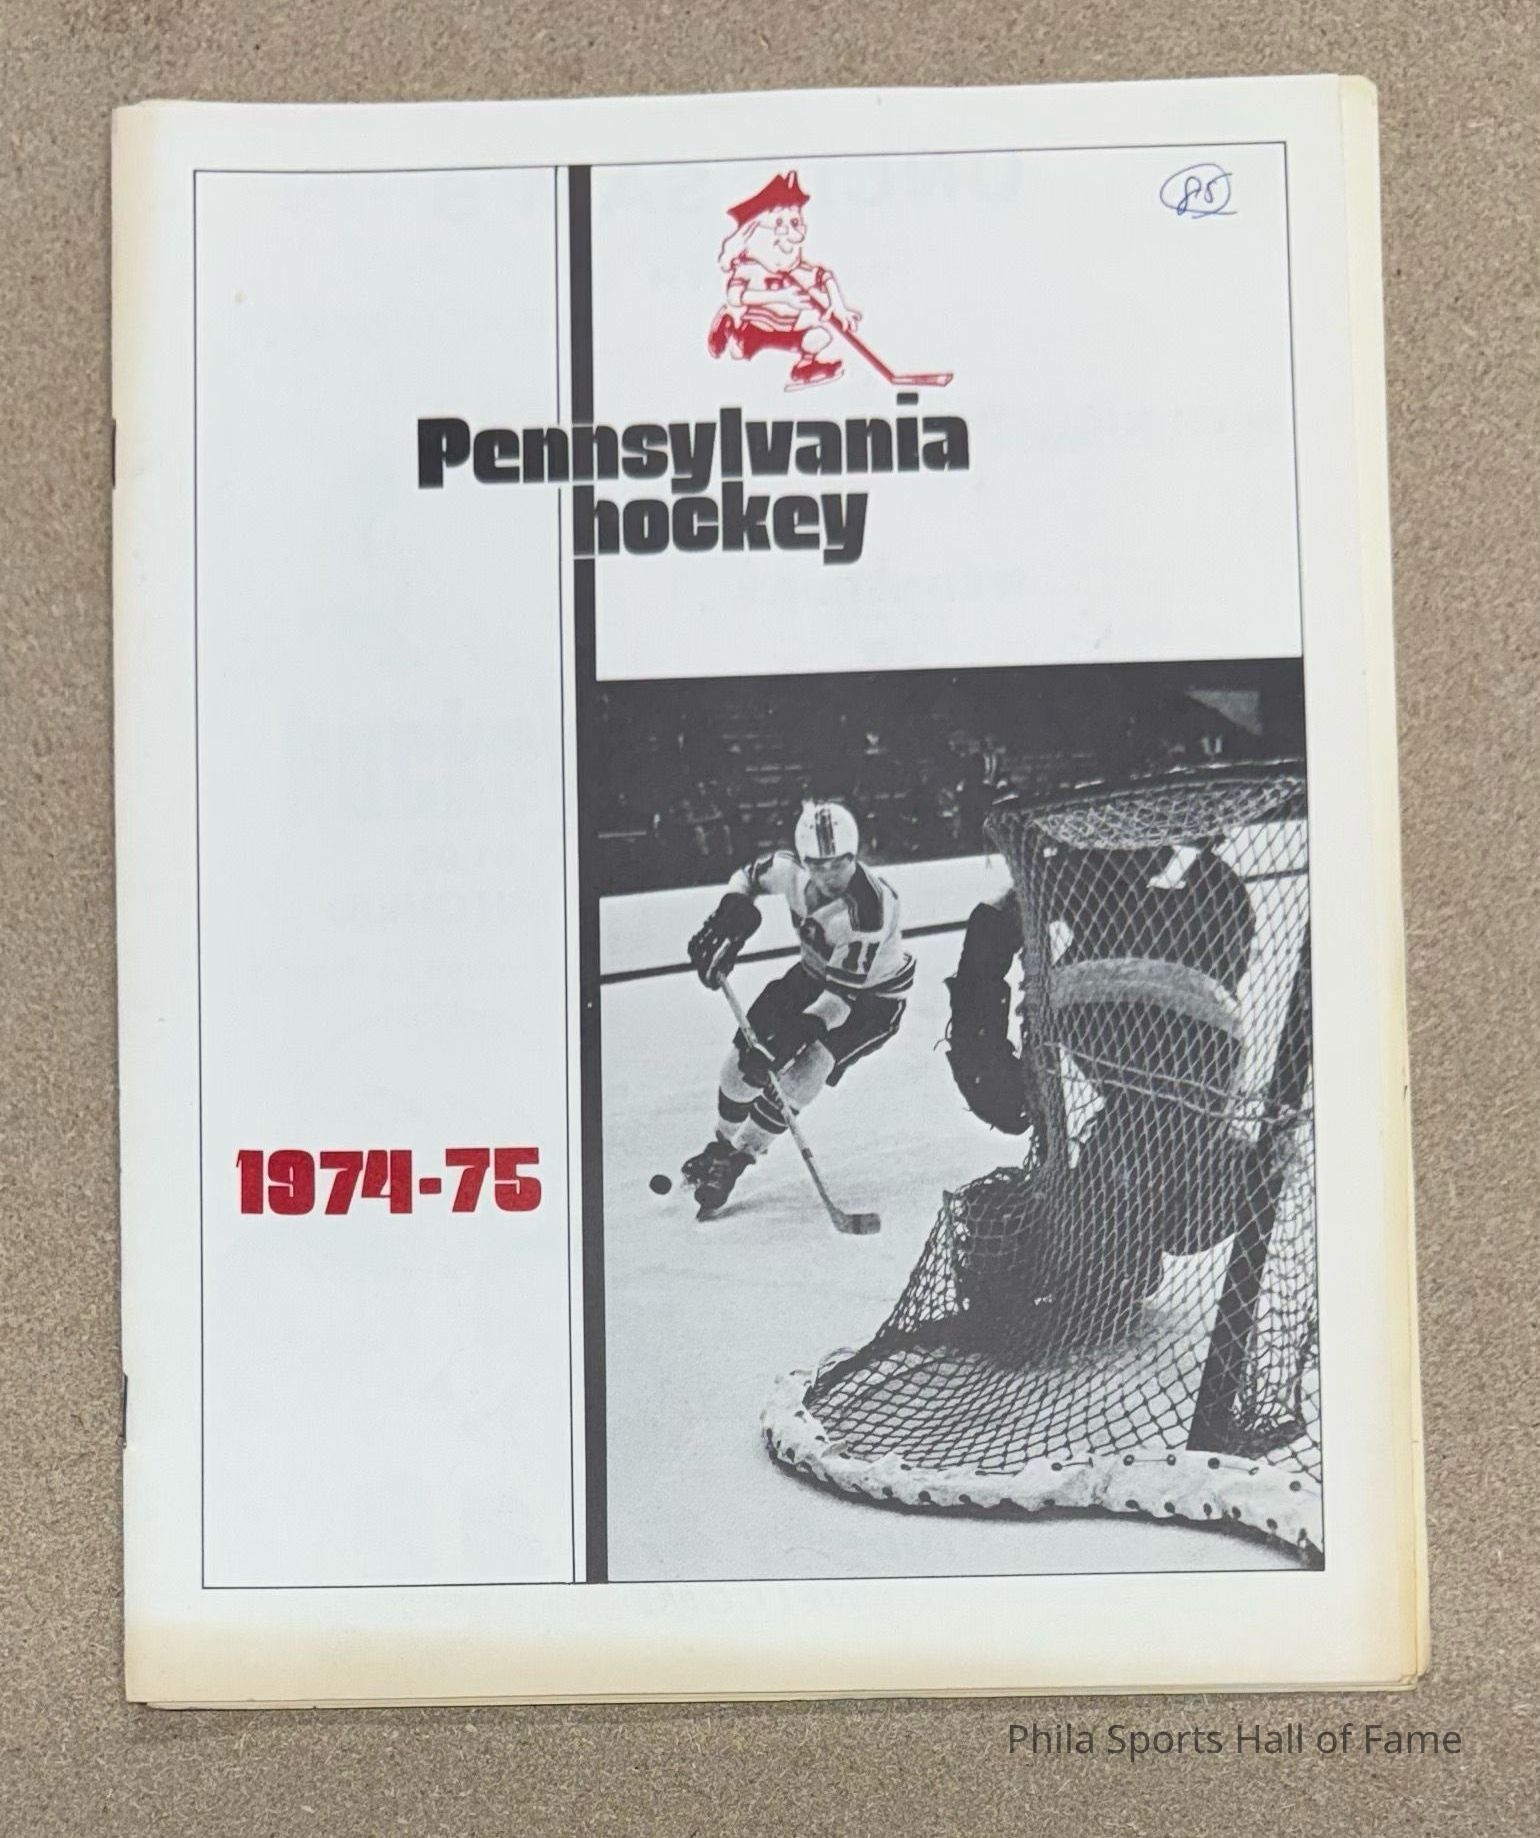 85
Pennsylvania
hockey
11
1974-75
Phila Sports Hall of Fame